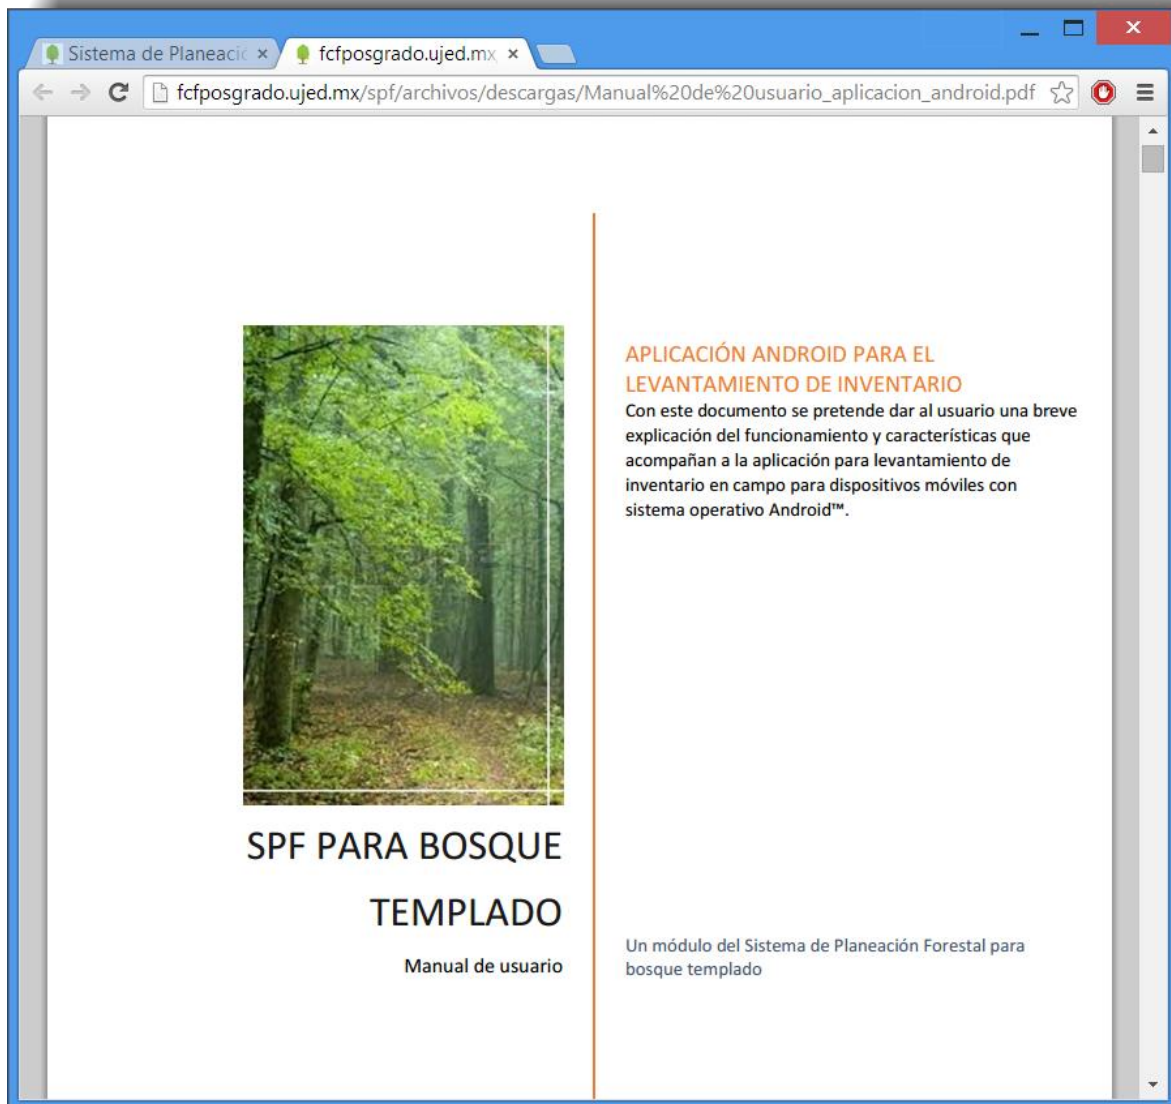 Sistema de Planeació
fcfposgrado.ujed.mx
fcfposgrado.ujed.mx/spf/archivos/descargas/Manual%20de%20usuario_aplicacion_android.pdf
APLICACIÓN ANDROID PARA EL
LEVANTAMIENTO DE INVENTARIO
Con este documento se pretende dar al usuario una breve
explicación del funcionamiento y características que
acompañan a la aplicación para levantamiento de
inventario en campo para dispositivos móviles con
sistema operativo Android™.
SPF PARA BOSQUE
TEMPLADO
Manual de usuario
Un módulo del Sistema de Planeación Forestal para
bosque templado